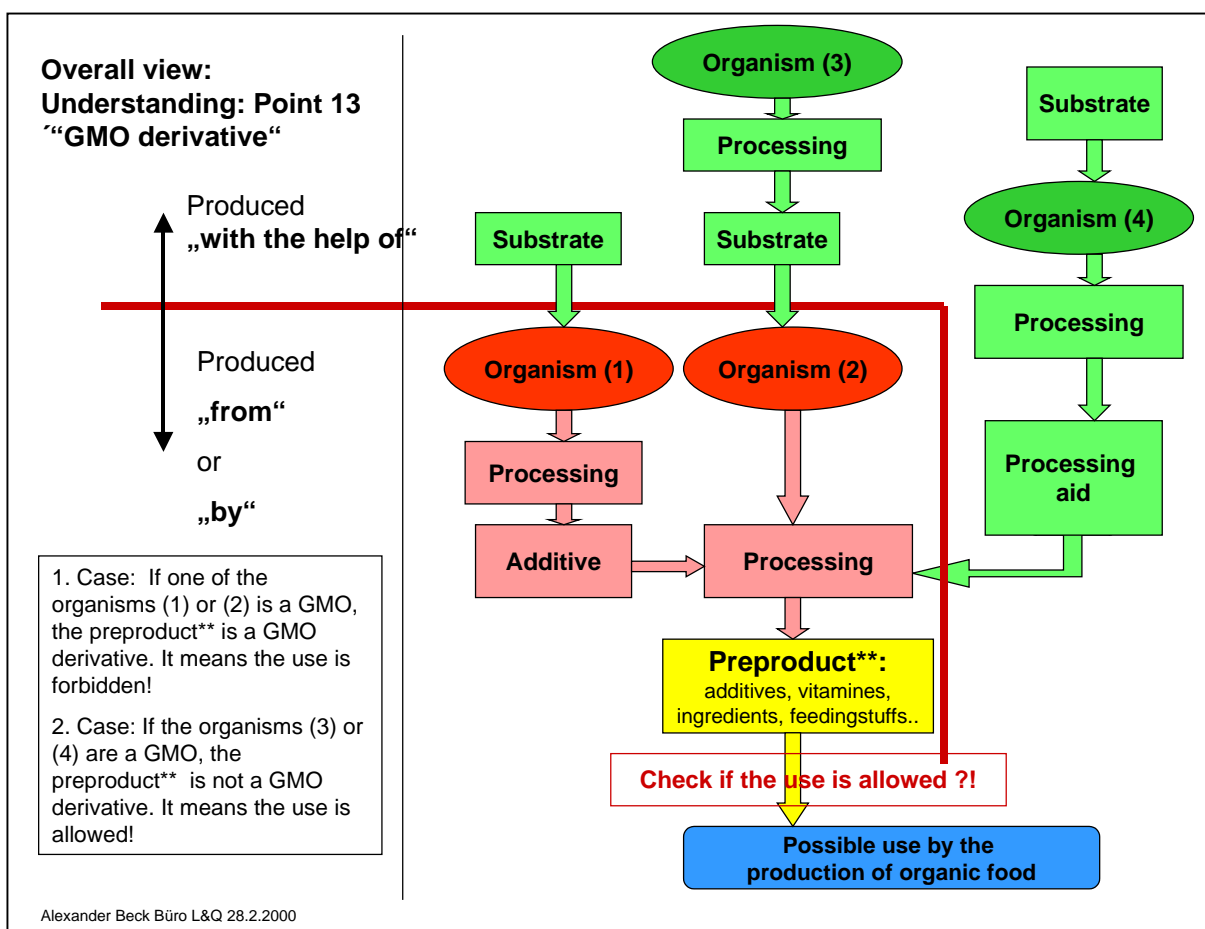 Overall view:
Understanding: Point 13
´“GMO derivative“
Produced
„with the help of“
Produced
„from“
or
„by“
1. Case: If one of the
organisms (1) or (2) is a GMO,
the preproduct** is a GMO
derivative. It means the use is
forbidden!
2. Case: If the organisms (3) or
(4) are a GMO, the
preproduct** is not a GMO
derivative. It means the use is
allowed!
Alexander Beck Büro L&Q 28.2.2000
Organism (3)
Processing
Substrate
Substrate
Organism (1)
Organism (2)
Processing
Additive
Processing
Substrate
Organism (4)
Processing
Processing
aid
Preproduct**:
additives, vitamines,
ingredients, feedingstuffs..
Check if the use is allowed ?!
Possible use by the
production of organic food